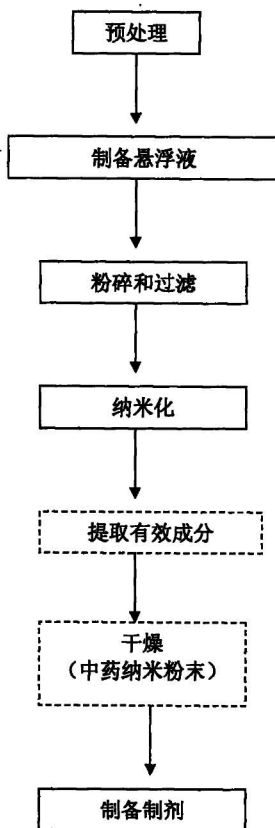 预处理
制备悬浮液
粉碎和过滤
纳米化
提取有效成分
干燥
（中药纳米粉末）
制备制剂